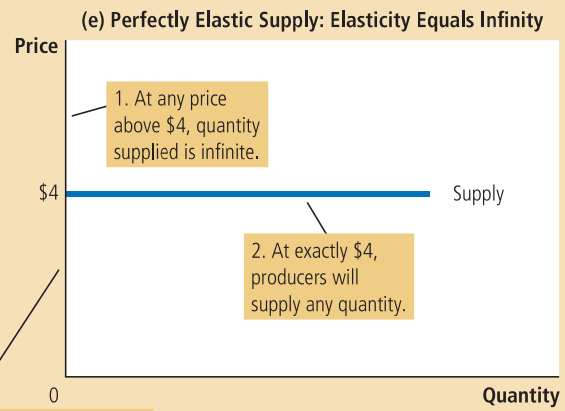 (e) Perfectly Elastic Supply: Elasticity Equals Infinity
Price
1. At any price
above $4, quantity
supplied is infinite.
$4
Supply
2. At exactly $4,
producers will
supply any quantity.
0
Quantity